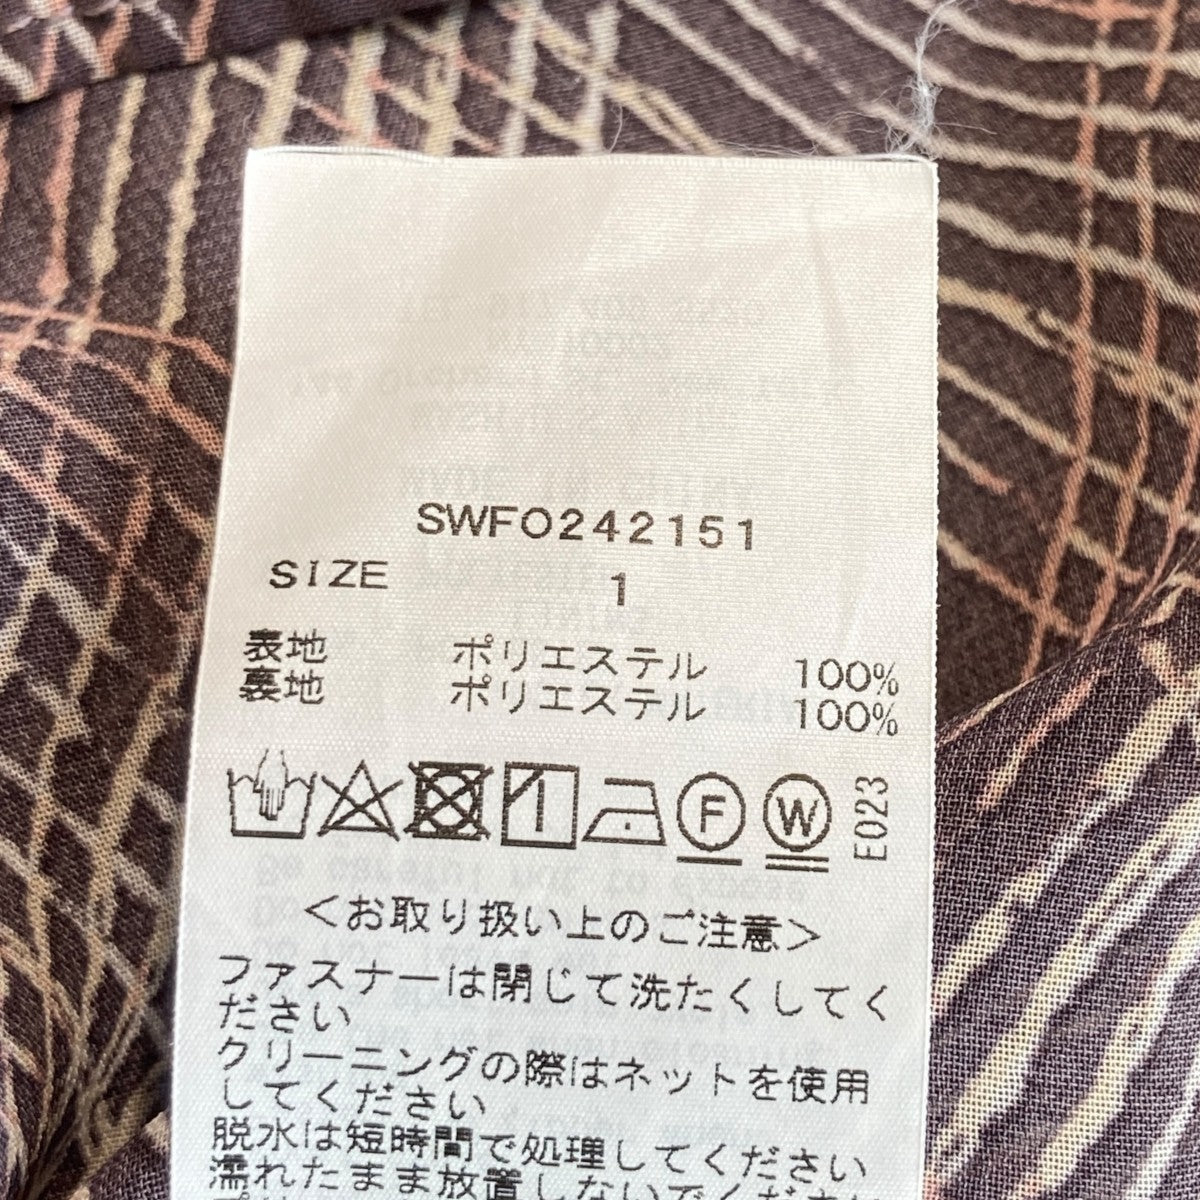 SWFO242151
SIZE 1
表地 ポリエステル 100%
裏地 ポリエステル 100%
F W E023
<お取り扱い上のご注意>
ファスナーは閉じて洗たくしてく
ださい
クリーニングの際はネットを使用
してください
脱水は短時間で処理してください
濡れたまま放置しないでください